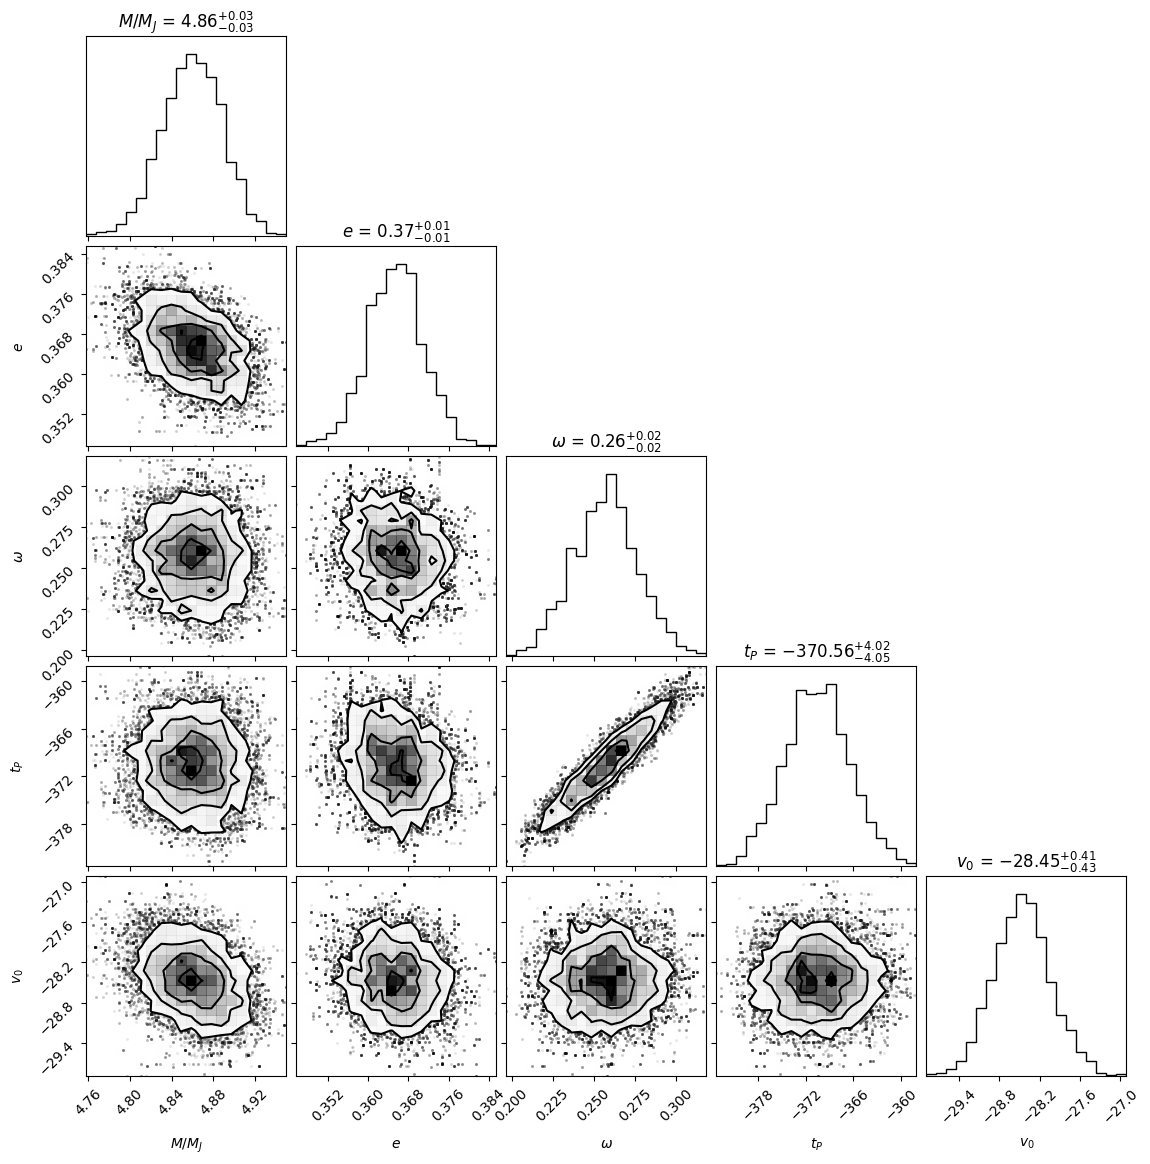 M/M_J = 4.86^{+0.03}_{-0.03}
e = 0.37^{+0.01}_{-0.01}
0.384
0.376
0.368
0.360
0.352
e
ω = 0.26^{+0.02}_{-0.02}
0.300
0.275
0.250
0.225
0.200
ω
t_P = −370.56^{+4.02}_{-4.05}
−360
−366
−372
−378
t_P
v_0 = −28.45^{+0.41}_{-0.43}
−27.0
−27.6
−28.2
−28.8
−29.4
v_0
4.76 4.80 4.84 4.88 4.92 0.352 0.360 0.368 0.376 0.384 0.200 0.225 0.250 0.275 0.300 −378 −372 −366 −360 −29.4 −28.8 −28.2 −27.6 −27.0
M/M_J e ω t_P v_0